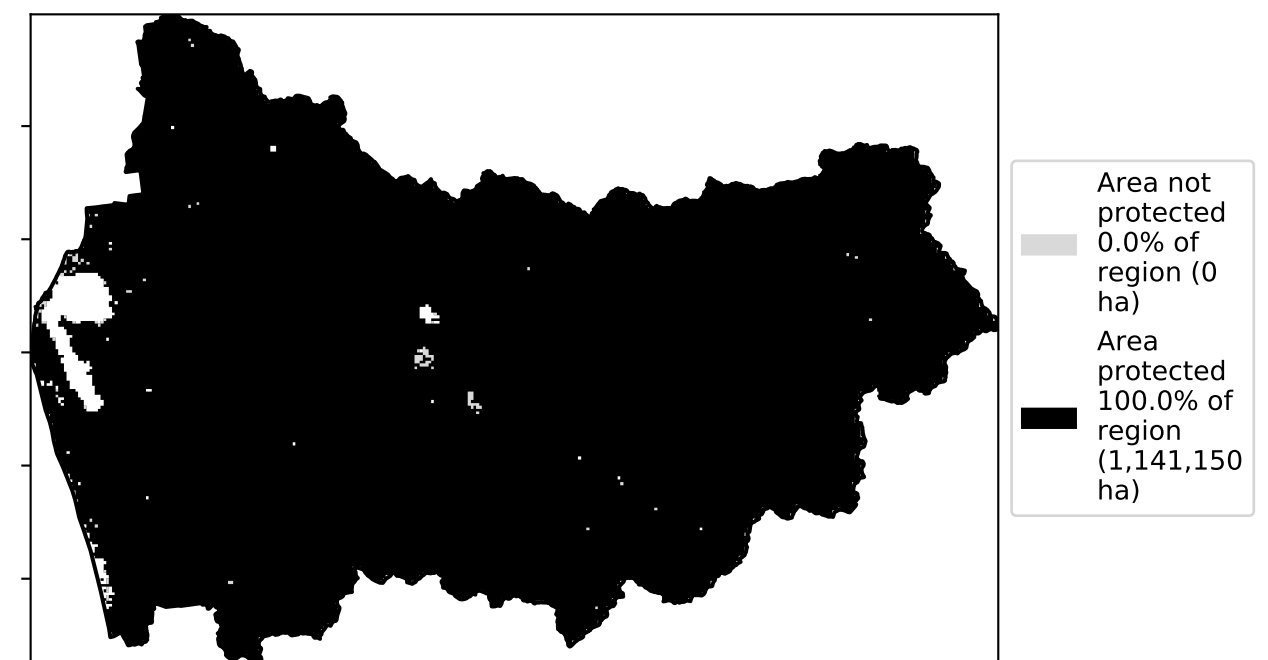 Area not
protected
0.0% of
region (0
ha)
Area
protected
100.0% of
region
(1,141,150
ha)